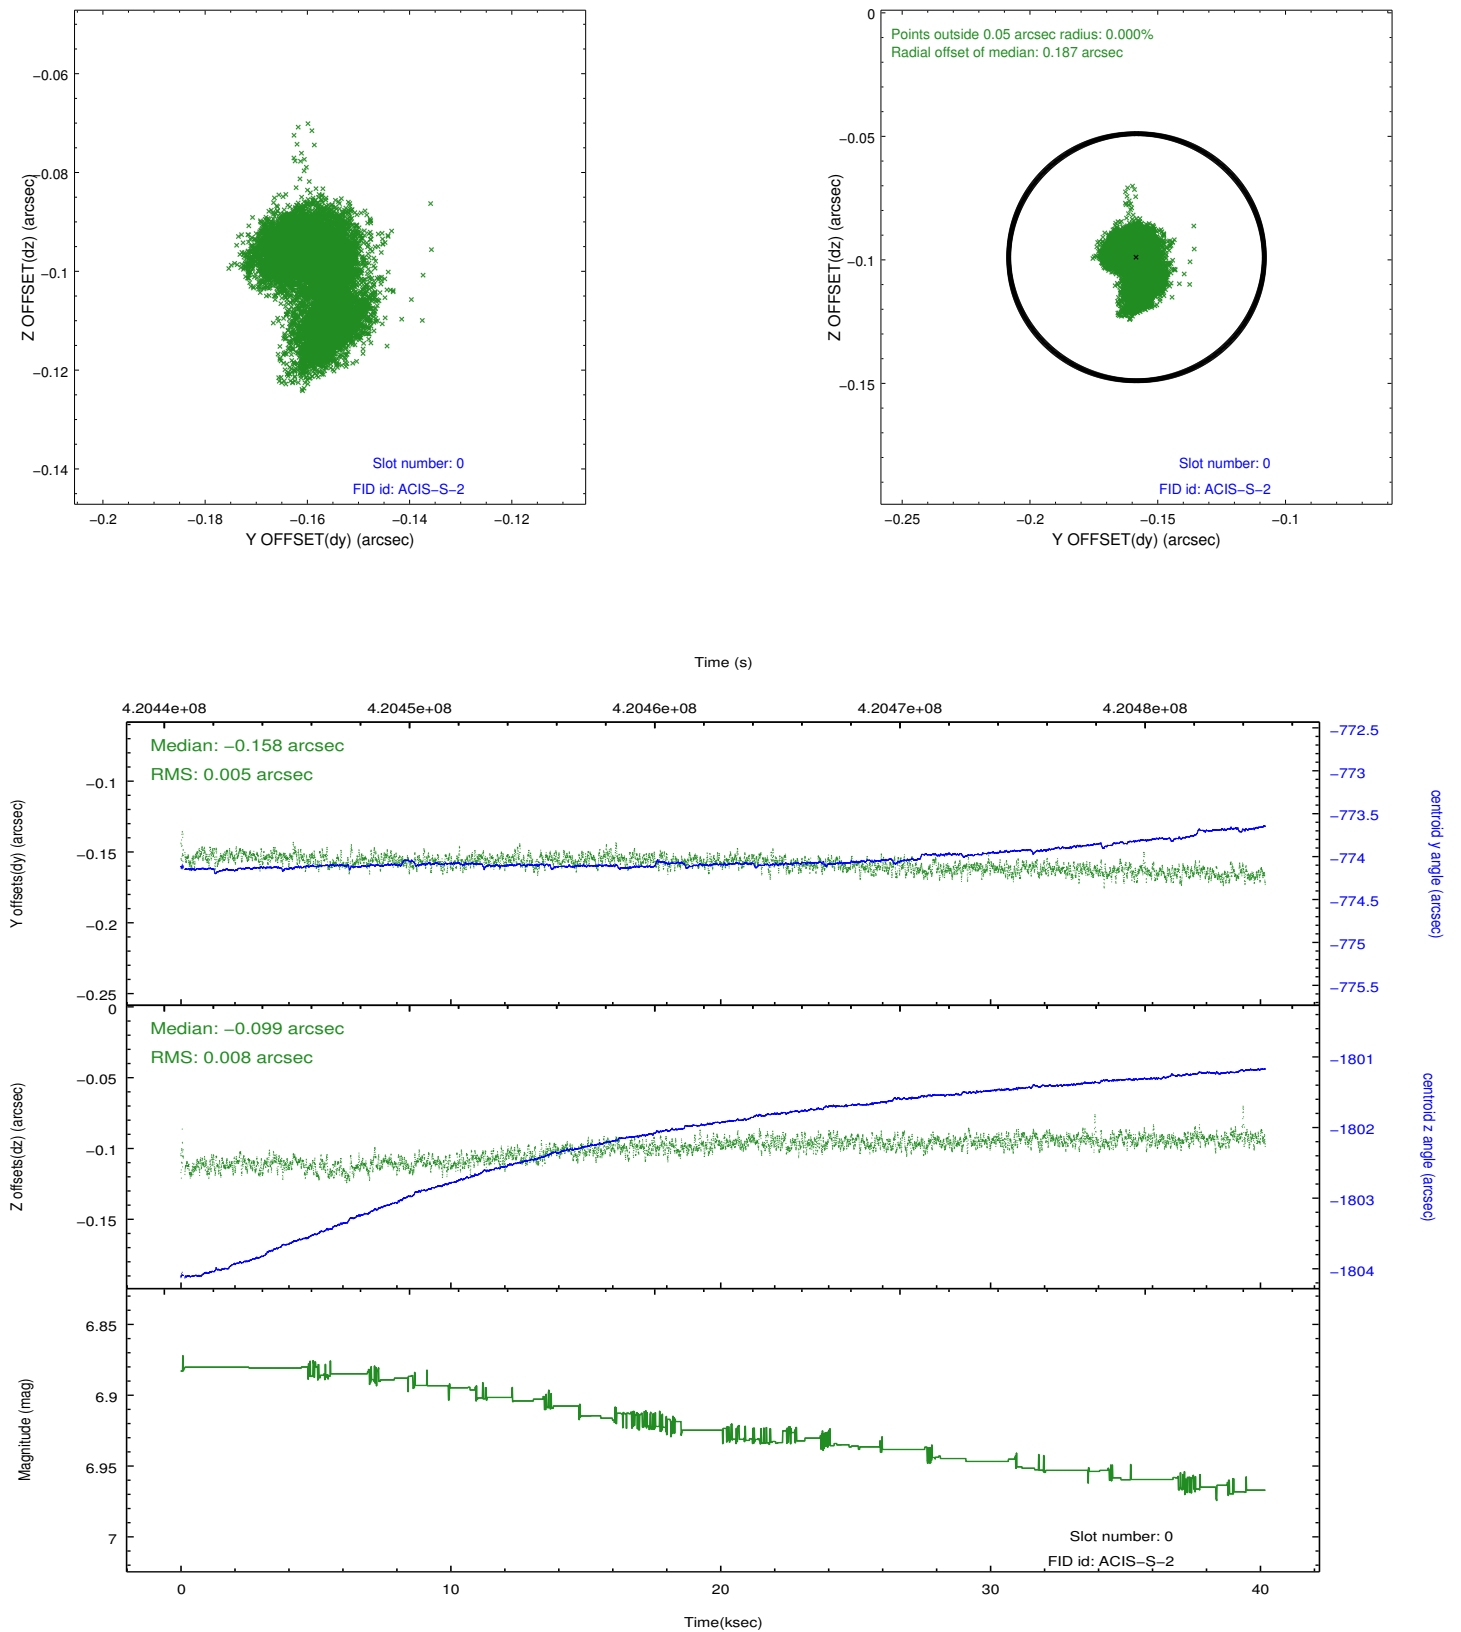 −0.06
−0.08
−0.1
−0.12
−0.14
Z OFFSET(dz) (arcsec)
Slot number: 0
FID id: ACIS−S−2
−0.2 −0.18 −0.16 −0.14 −0.12
Y OFFSET(dy) (arcsec)
Points outside 0.05 arcsec radius: 0.000%
Radial offset of median: 0.187 arcsec
0
−0.05
−0.1
−0.15
Z OFFSET(dz) (arcsec)
Slot number: 0
FID id: ACIS−S−2
−0.25 −0.2 −0.15 −0.1
Y OFFSET(dy) (arcsec)
Time (s)
4.2044e+08 4.2045e+08 4.2046e+08 4.2047e+08 4.2048e+08
Median: −0.158 arcsec
RMS: 0.005 arcsec
−0.1
−0.15
−0.2
−0.25
Y offsets(dy) (arcsec)
−772.5
−773
−773.5
−774
−774.5
−775
−775.5
centroid y angle (arcsec)
Median: −0.099 arcsec
RMS: 0.008 arcsec
0
−0.05
−0.1
−0.15
Z offsets(dz) (arcsec)
−1801
−1802
−1803
−1804
centroid z angle (arcsec)
6.85
6.9
6.95
7
Magnitude (mag)
Slot number: 0
FID id: ACIS−S−2
0 10 20 30 40
Time(ksec)